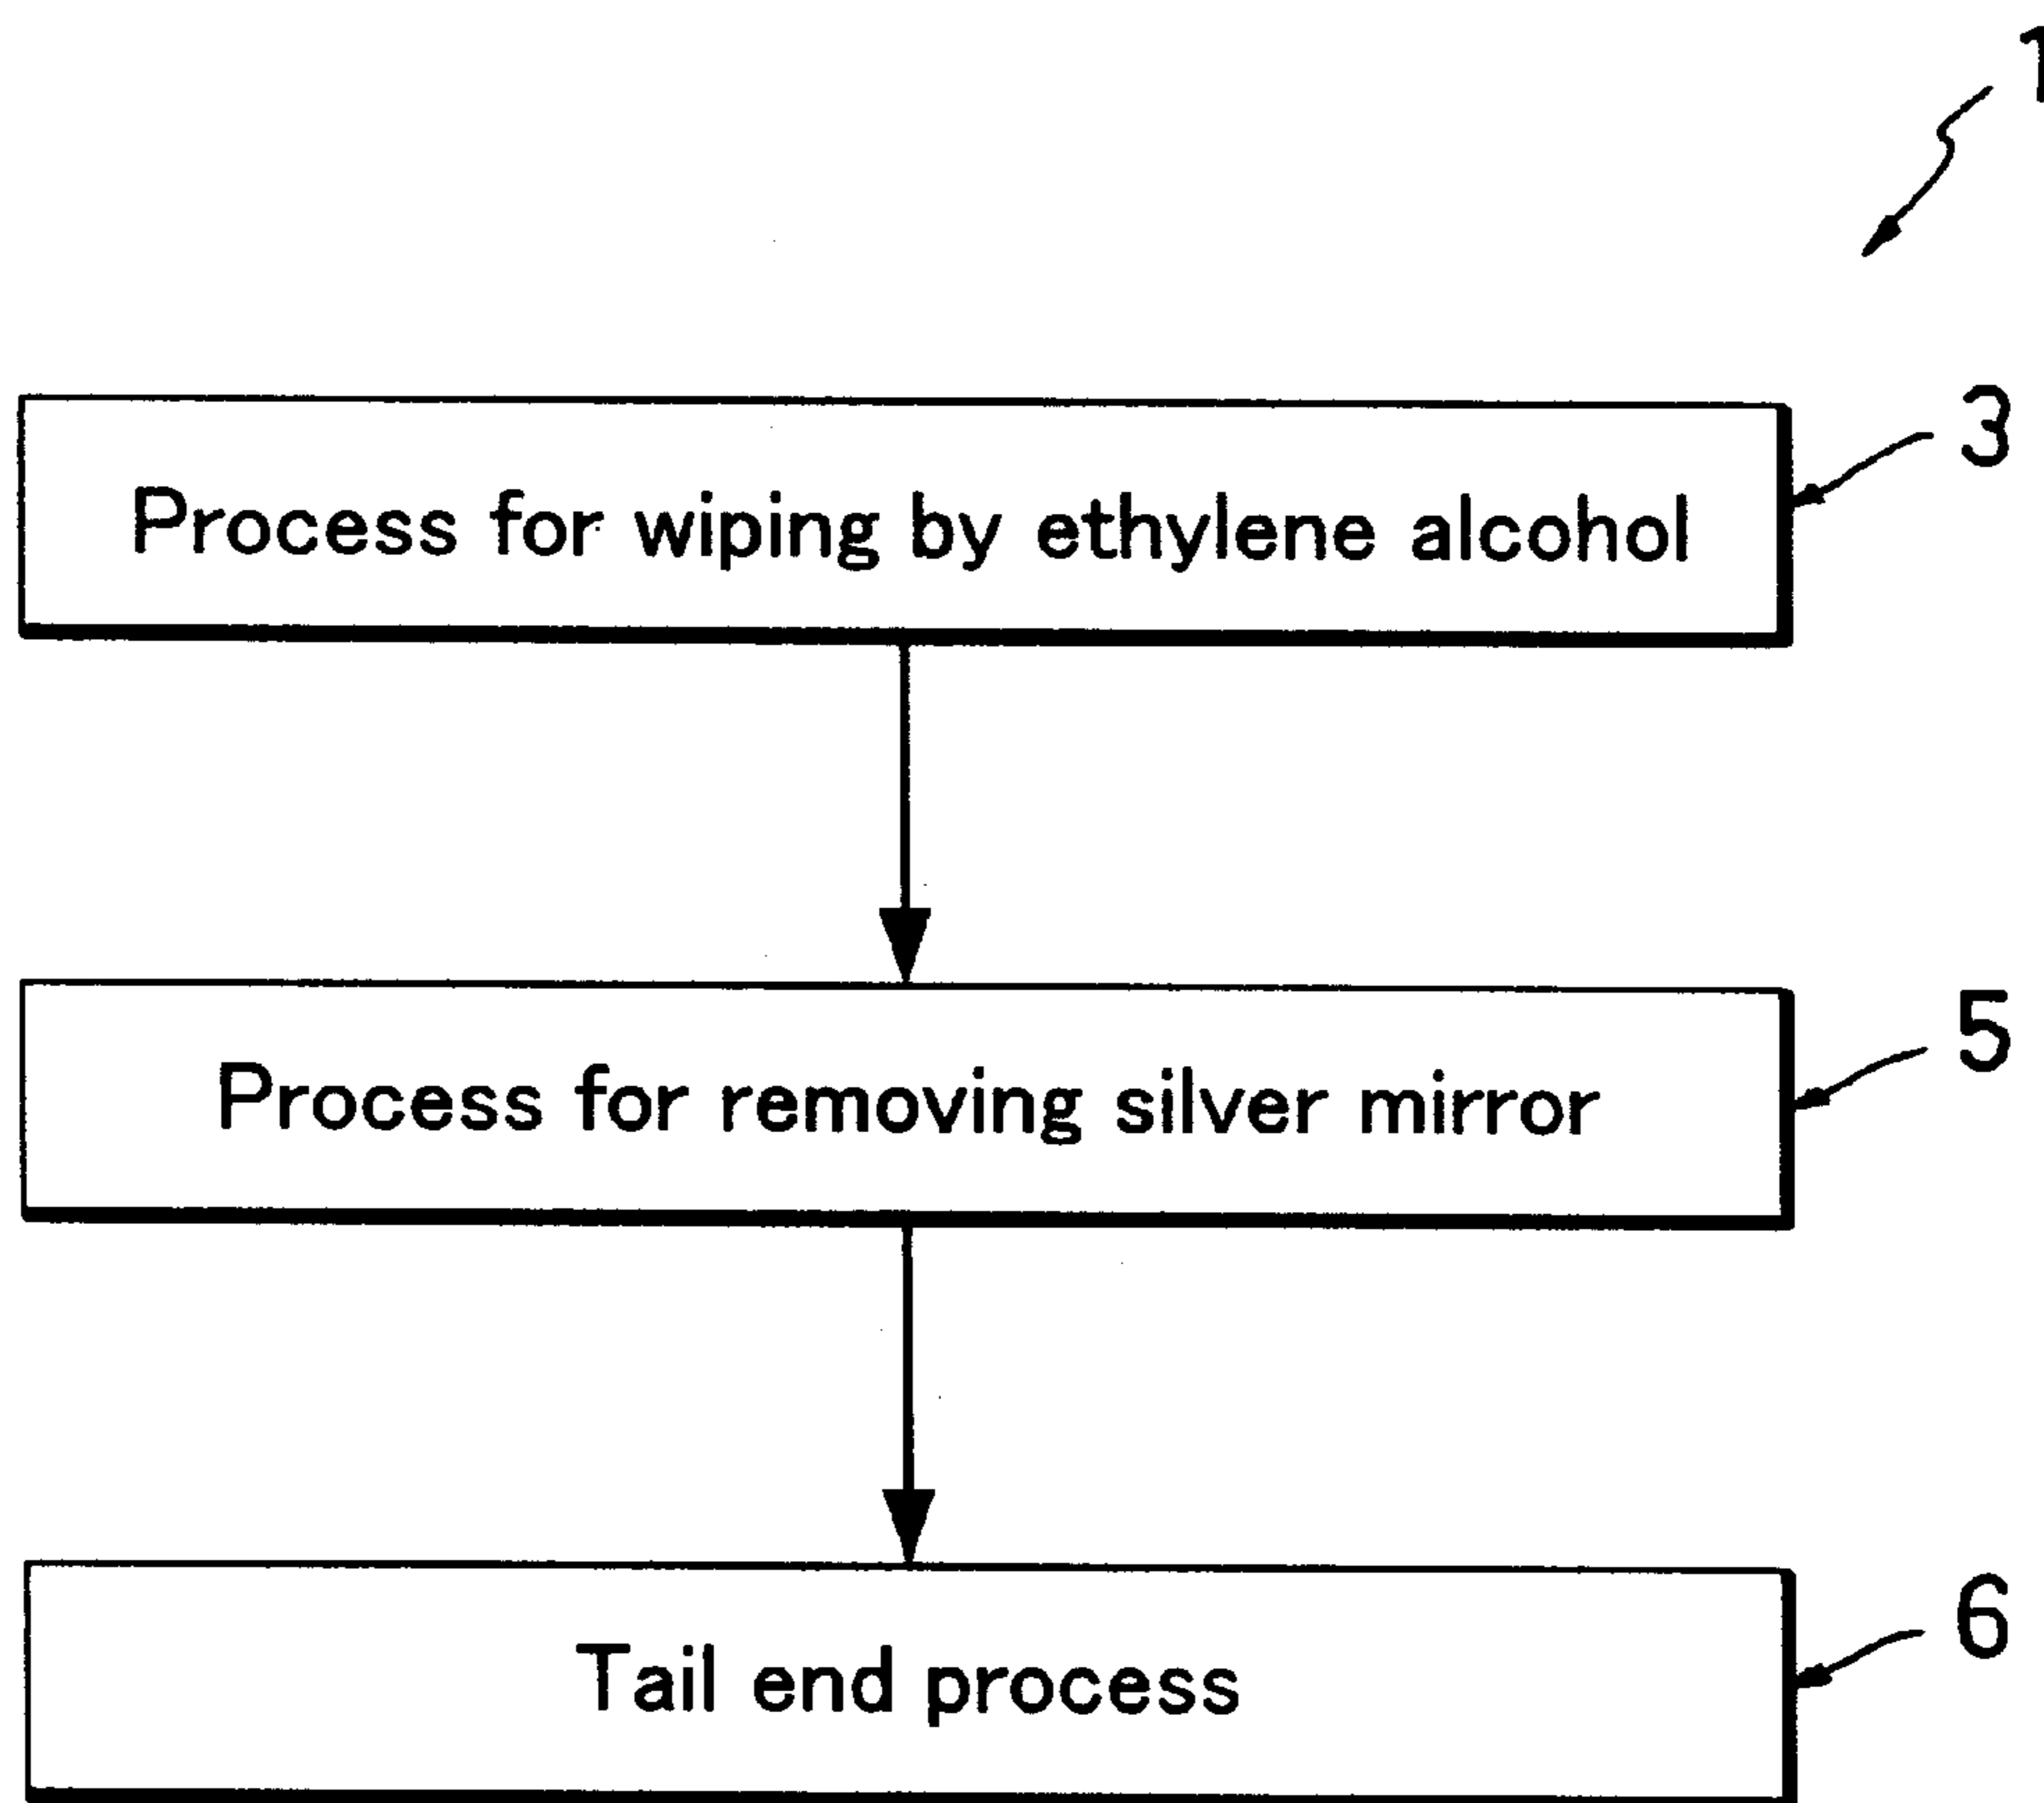 1
3
Process for wiping by ethylene alcohol
5
Process for removing silver mirror
6
Tail end process